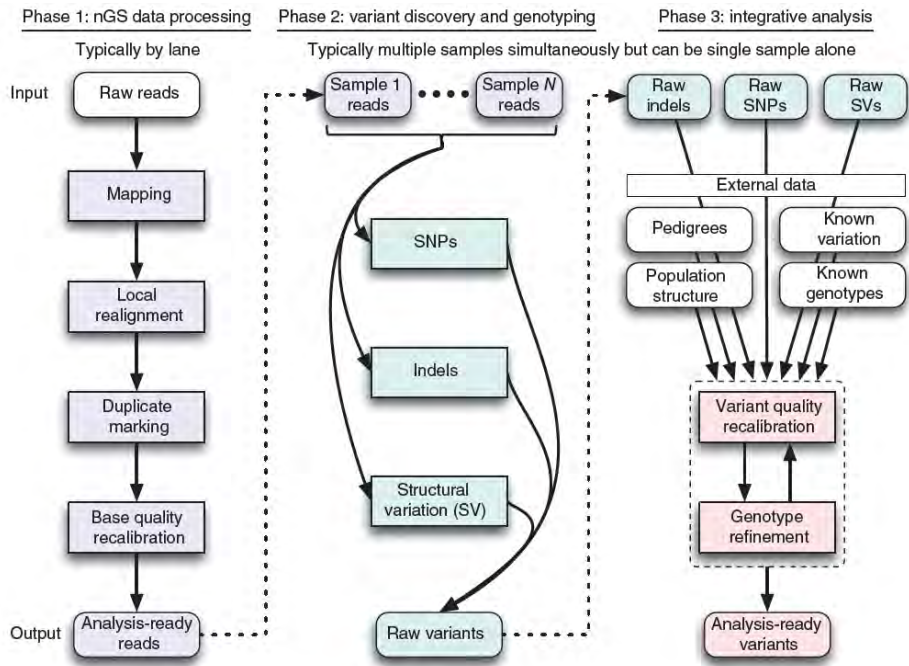 Phase 1: nGS data processing
Typically by lane
Input
Raw reads
Mapping
Local
realignment
Duplicate
marking
Base quality
recalibration
Output
Analysis-ready
reads
Phase 2: variant discovery and genotyping
Typically multiple samples simultaneously but can be single sample alone
Sample 1
reads
Sample N
reads
SNPs
Indels
Structural
variation (SV)
Raw variants
Phase 3: integrative analysis
Raw
indels
Raw
SNPs
Raw
SVs
External data
Pedigrees
Known
variation
Population
structure
Known
genotypes
Variant quality
recalibration
Genotype
refinement
Analysis-ready
variants